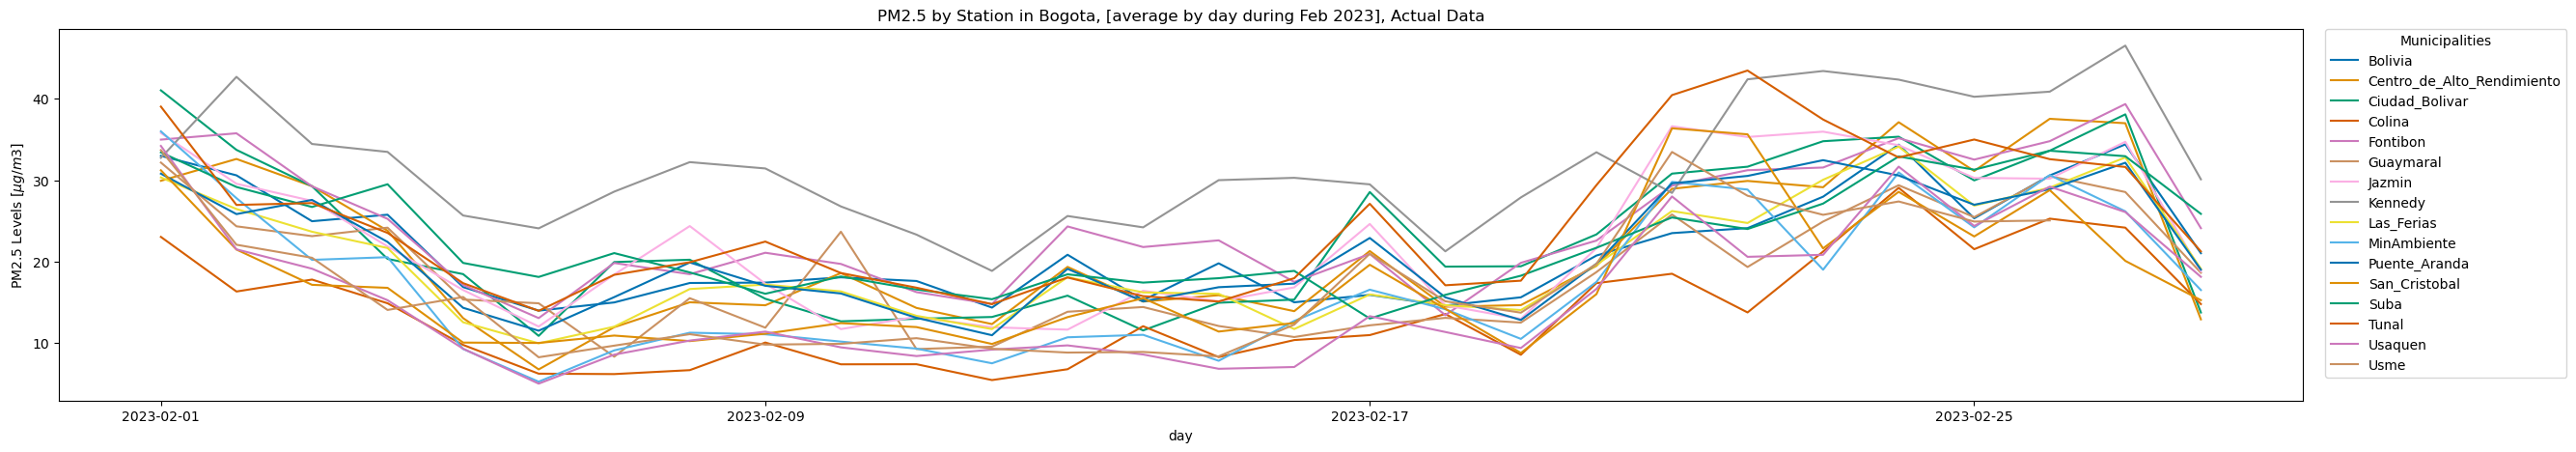 PM2.5 by Station in Bogota, [average by day during Feb 2023], Actual Data
PM2.5 Levels [μg/m3]
40
30
20
10
2023-02-01
2023-02-09
2023-02-17
2023-02-25
day
Municipalities
Bolivia
Centro_de_Alto_Rendimiento
Ciudad_Bolivar
Colina
Fontibon
Guaymaral
Jazmin
Kennedy
Las_Ferias
MinAmbiente
Puente_Aranda
San_Cristobal
Suba
Tunal
Usaquen
Usme